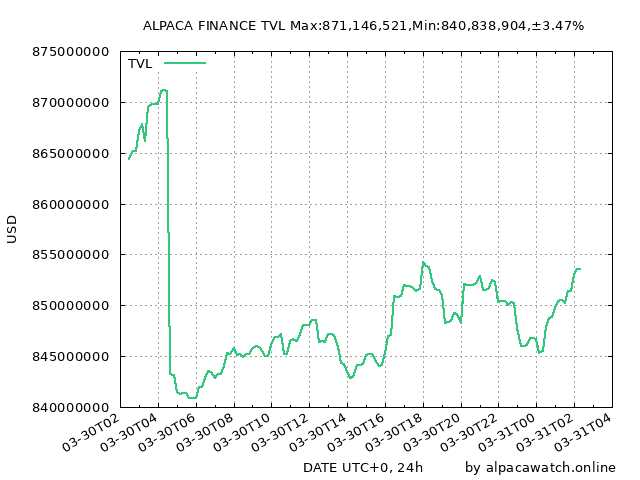 ALPACA FINANCE TVL Max:871,146,521,Min:840,838,904,±3.47%
875000000
TVL
870000000
865000000
860000000
855000000
850000000
845000000
840000000
USD
03-30T02
03-30T04
03-30T06
03-30T08
03-30T10
03-30T12
03-30T14
03-30T16
03-30T18
03-30T20
03-30T22
03-31T00
03-31T02
03-31T04
DATE UTC+0, 24h
by alpacawatch.online